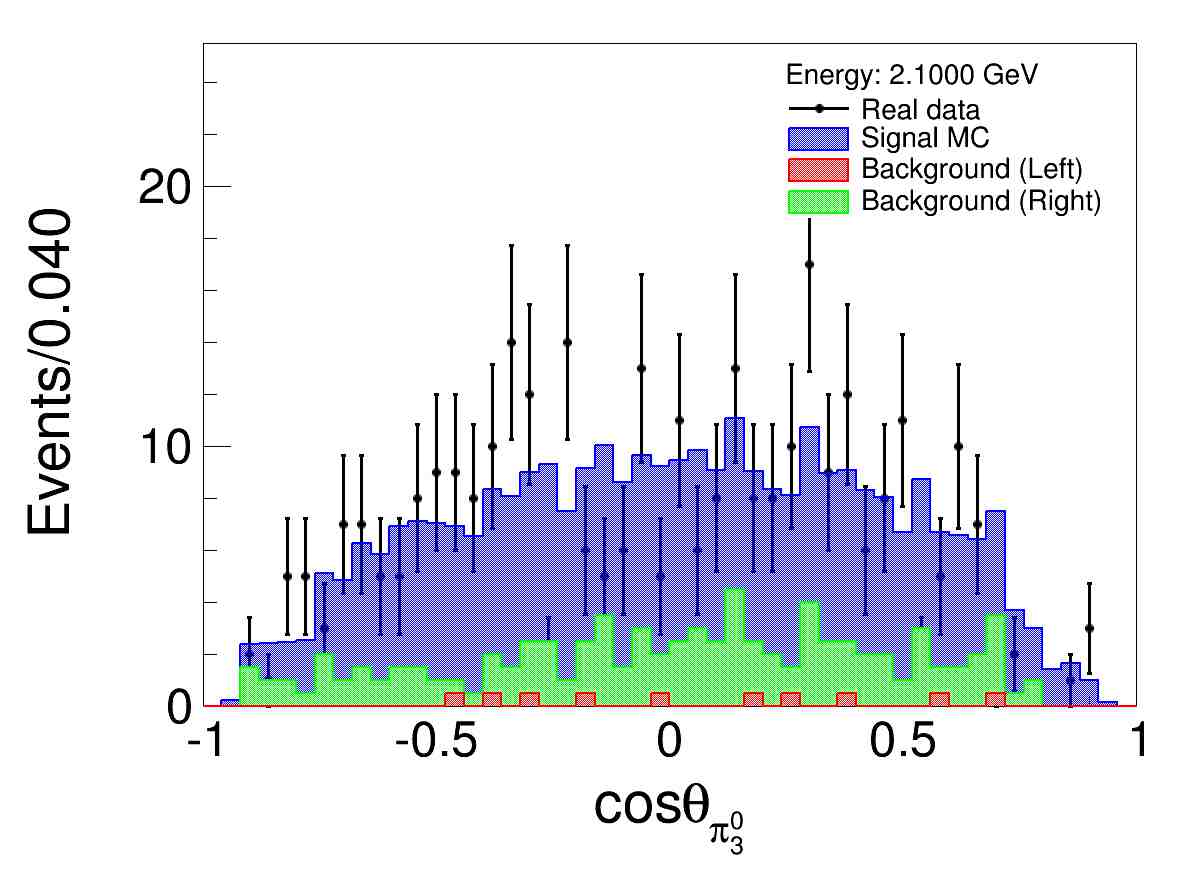 Energy: 2.1000 GeV
Real data
Signal MC
Background (Left)
Background (Right)
Events/0.040
20
10
0
-1
-0.5
0
0.5
1
cosθπ⁰₃